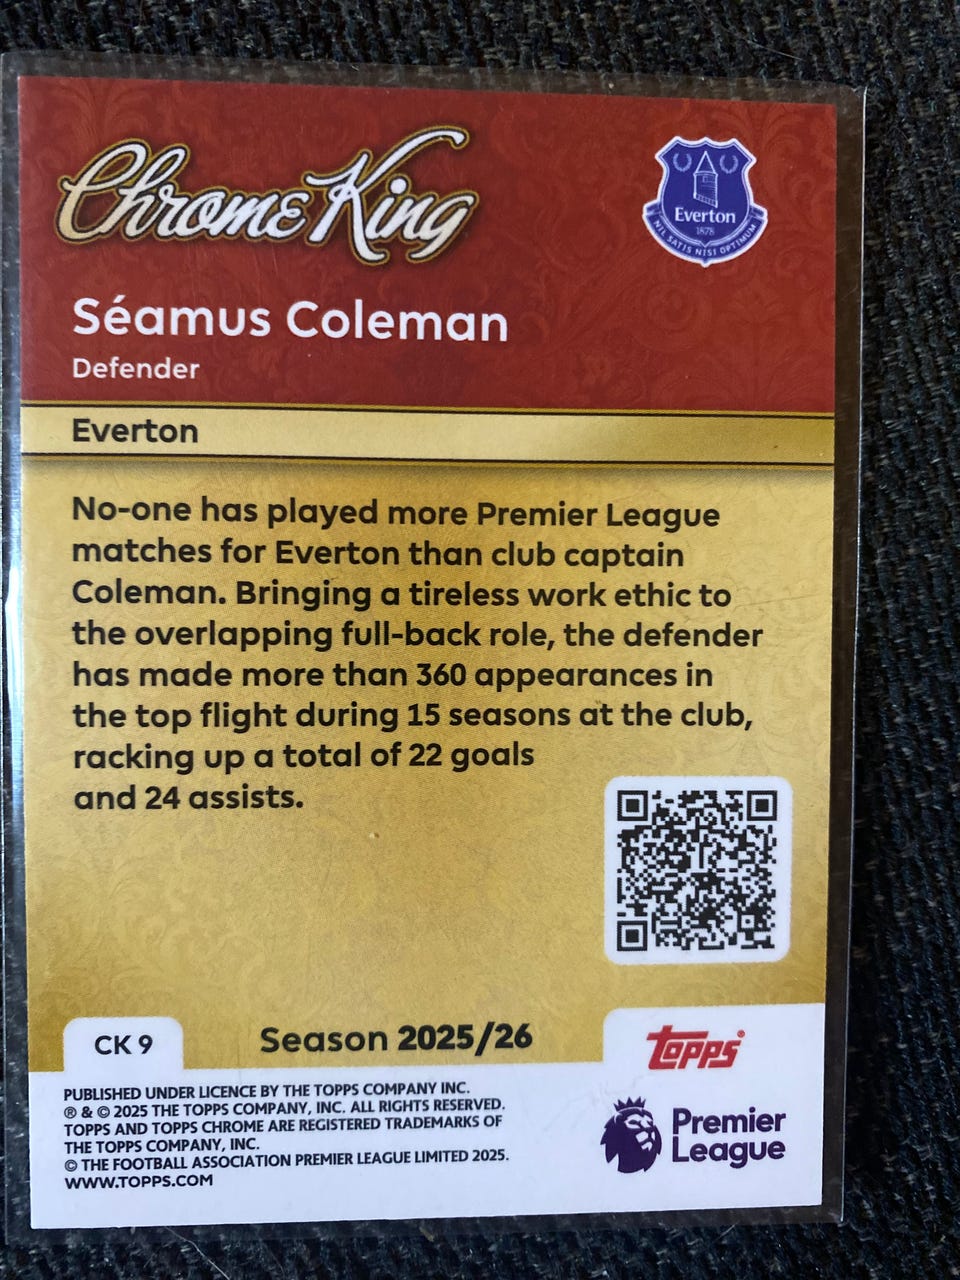 Chrome King
Everton
1878
NIL SATIS NISI OPTIMUM
Séamus Coleman
Defender
Everton
No-one has played more Premier League
matches for Everton than club captain
Coleman. Bringing a tireless work ethic to
the overlapping full-back role, the defender
has made more than 360 appearances in
the top flight during 15 seasons at the club,
racking up a total of 22 goals
and 24 assists.
CK 9
Season 2025/26
topps®
PUBLISHED UNDER LICENCE BY THE TOPPS COMPANY INC.
® & © 2025 THE TOPPS COMPANY, INC. ALL RIGHTS RESERVED.
TOPPS AND TOPPS CHROME ARE REGISTERED TRADEMARKS OF
THE TOPPS COMPANY, INC.
© THE FOOTBALL ASSOCIATION PREMIER LEAGUE LIMITED 2025.
WWW.TOPPS.COM
Premier
League